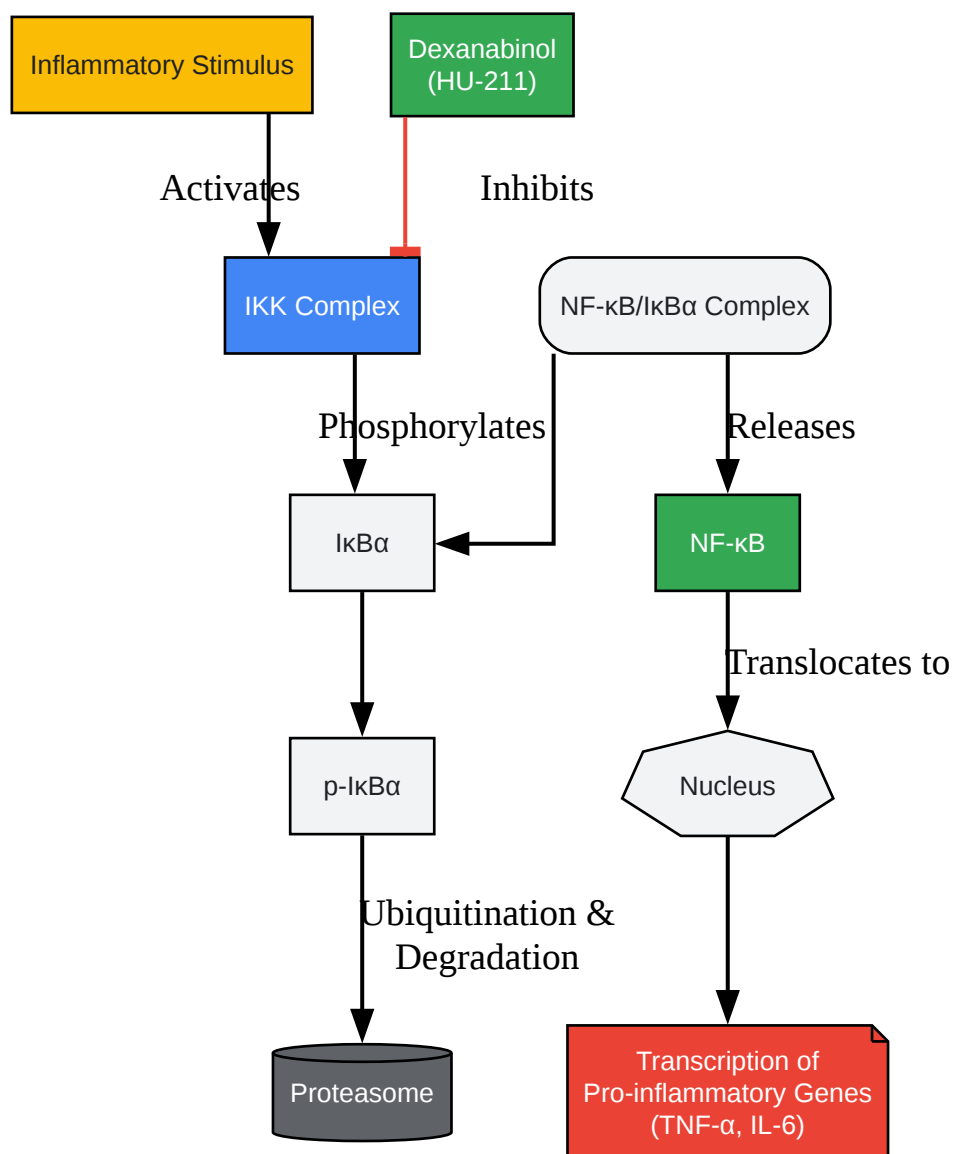 Inflammatory Stimulus
Dexanabinol
(HU-211)
Activates
Inhibits
IKK Complex
NF-κB/IκBα Complex
Phosphorylates
Releases
IκBα
NF-κB
Translocates to
p-IκBα
Nucleus
Ubiquitination &
Degradation
Proteasome
Transcription of
Pro-inflammatory Genes
(TNF-α, IL-6)